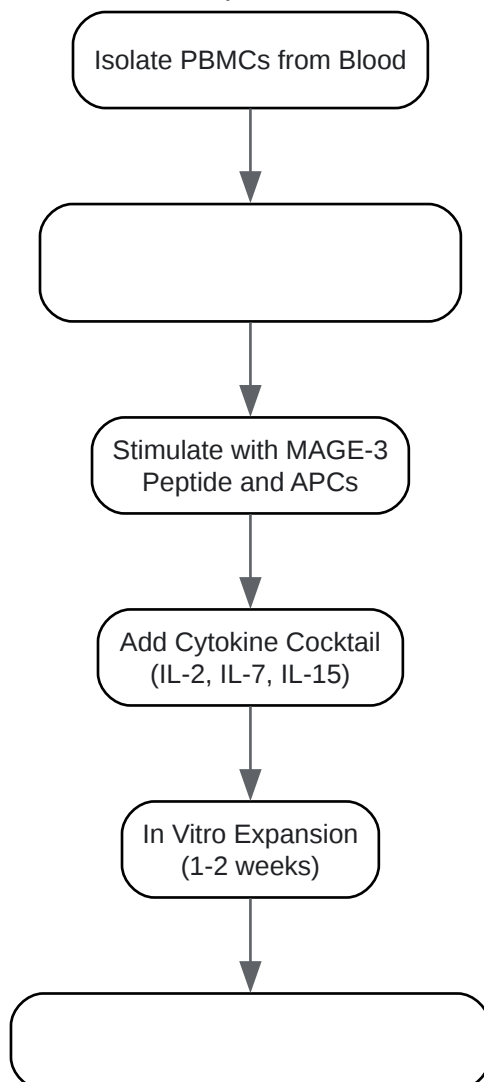 Isolate PBMCs from Blood
Stimulate with MAGE-3
Peptide and APCs
Add Cytokine Cocktail
(IL-2, IL-7, IL-15)
In Vitro Expansion
(1-2 weeks)